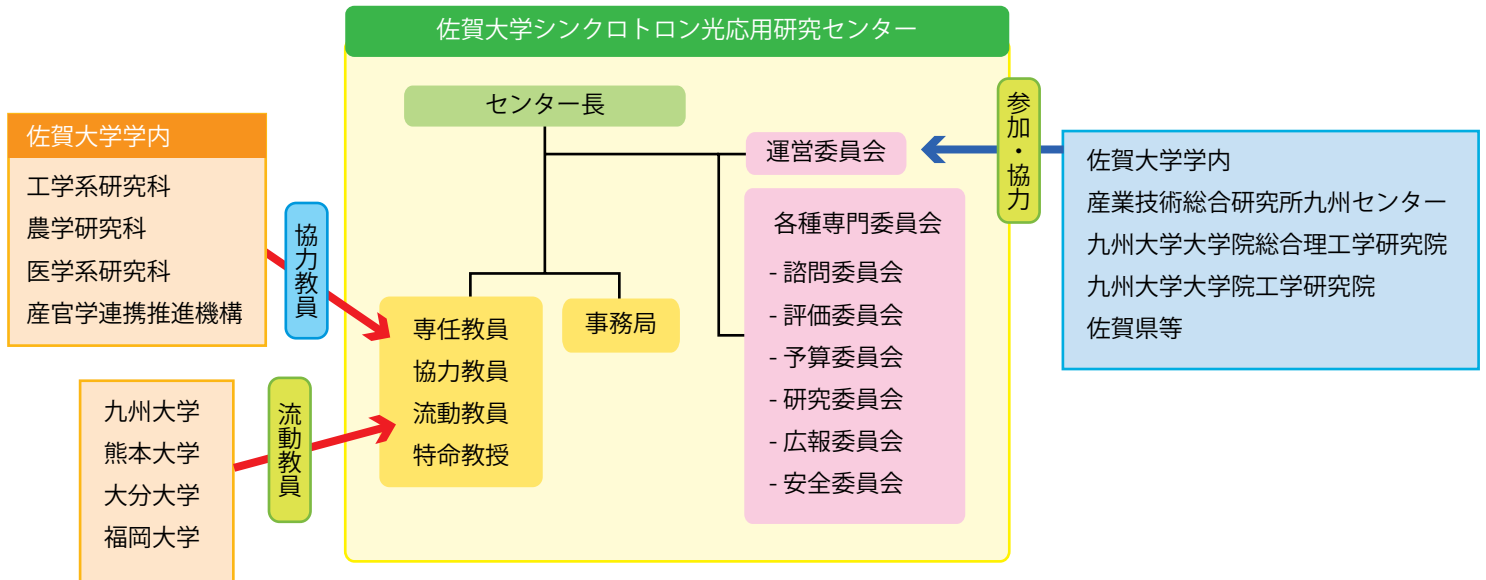 佐賀大学シンクロトロン光応用研究センター
センター長
運営委員会
各種専門委員会
- 諮問委員会
- 評価委員会
- 予算委員会
- 研究委員会
- 広報委員会
- 安全委員会
専任教員
協力教員
流動教員
特命教授
事務局
佐賀大学学内
工学系研究科
農学研究科
医学系研究科
産官学連携推進機構
協力教員
九州大学
熊本大学
大分大学
福岡大学
流動教員
参加・協力
佐賀大学学内
産業技術総合研究所九州センター
九州大学大学院総合理工学研究院
九州大学大学院工学研究院
佐賀県等